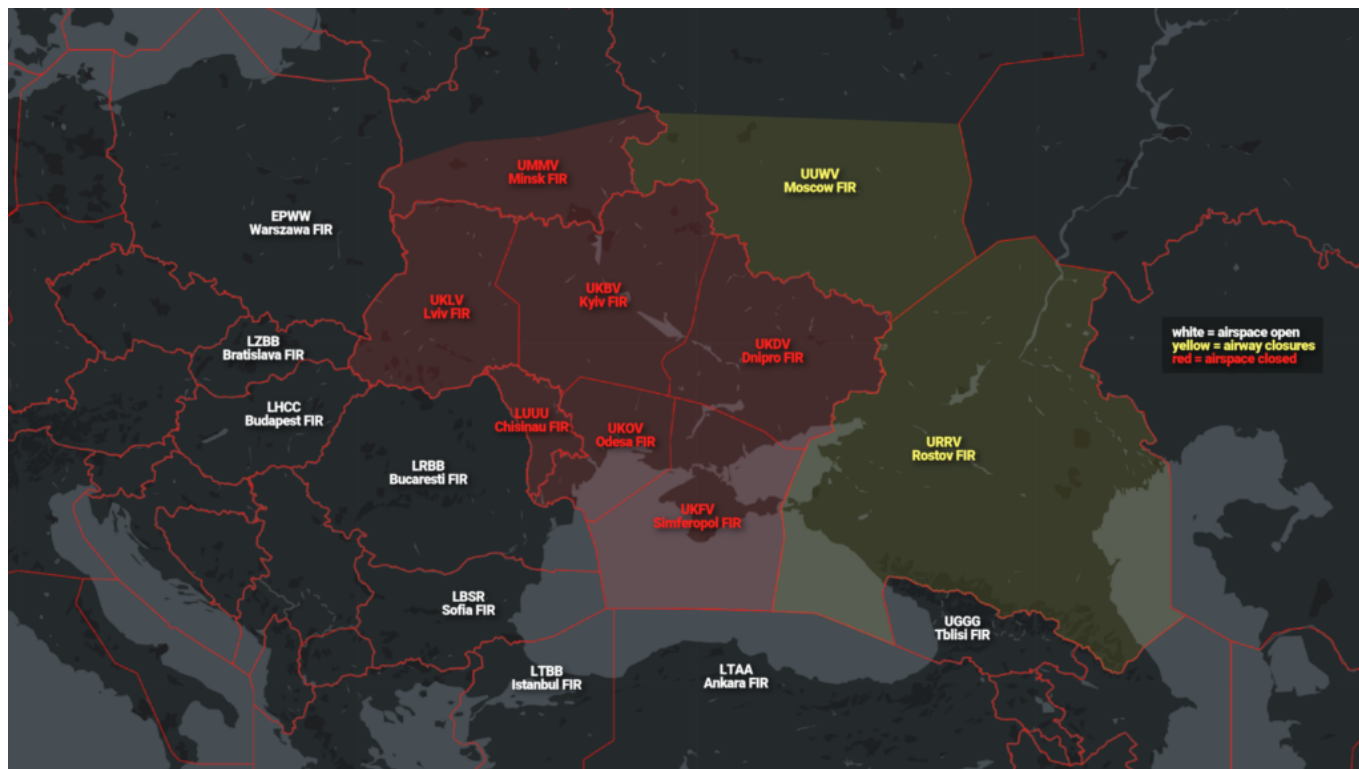 UMMV
Minsk FIR
UUWV
Moscow FIR
EPWW
Warszawa FIR
UKLV
Lviv FIR
UKBV
Kyiv FIR
UKDV
Dnipro FIR
white = airspace open
yellow = airway closures
red = airspace closed
LZBB
Bratislava FIR
LHCC
Budapest FIR
LUUU
Chisinau FIR
UKOV
Odesa FIR
URRV
Rostov FIR
LRBB
Bucaresti FIR
UKFV
Simferopol FIR
LBSR
Sofia FIR
UGGG
Tblisi FIR
LTBB
Istanbul FIR
LTAA
Ankara FIR